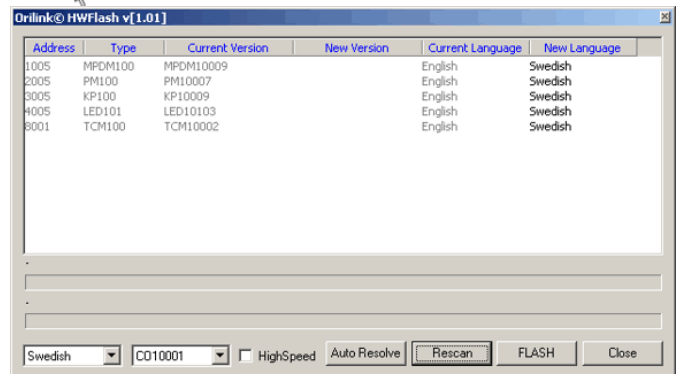 Orilink© HWFlash v[1.01]
Address Type Current Version New Version Current Language New Language
1005 MPDM100 MPDM10009 English Swedish
2005 PM100 PM10007 English Swedish
3005 KP100 KP10009 English Swedish
4005 LED101 LED10103 English Swedish
8001 TCM100 TCM10002 English Swedish
-
-
Swedish CO10001 HighSpeed Auto Resolve Rescan FLASH Close